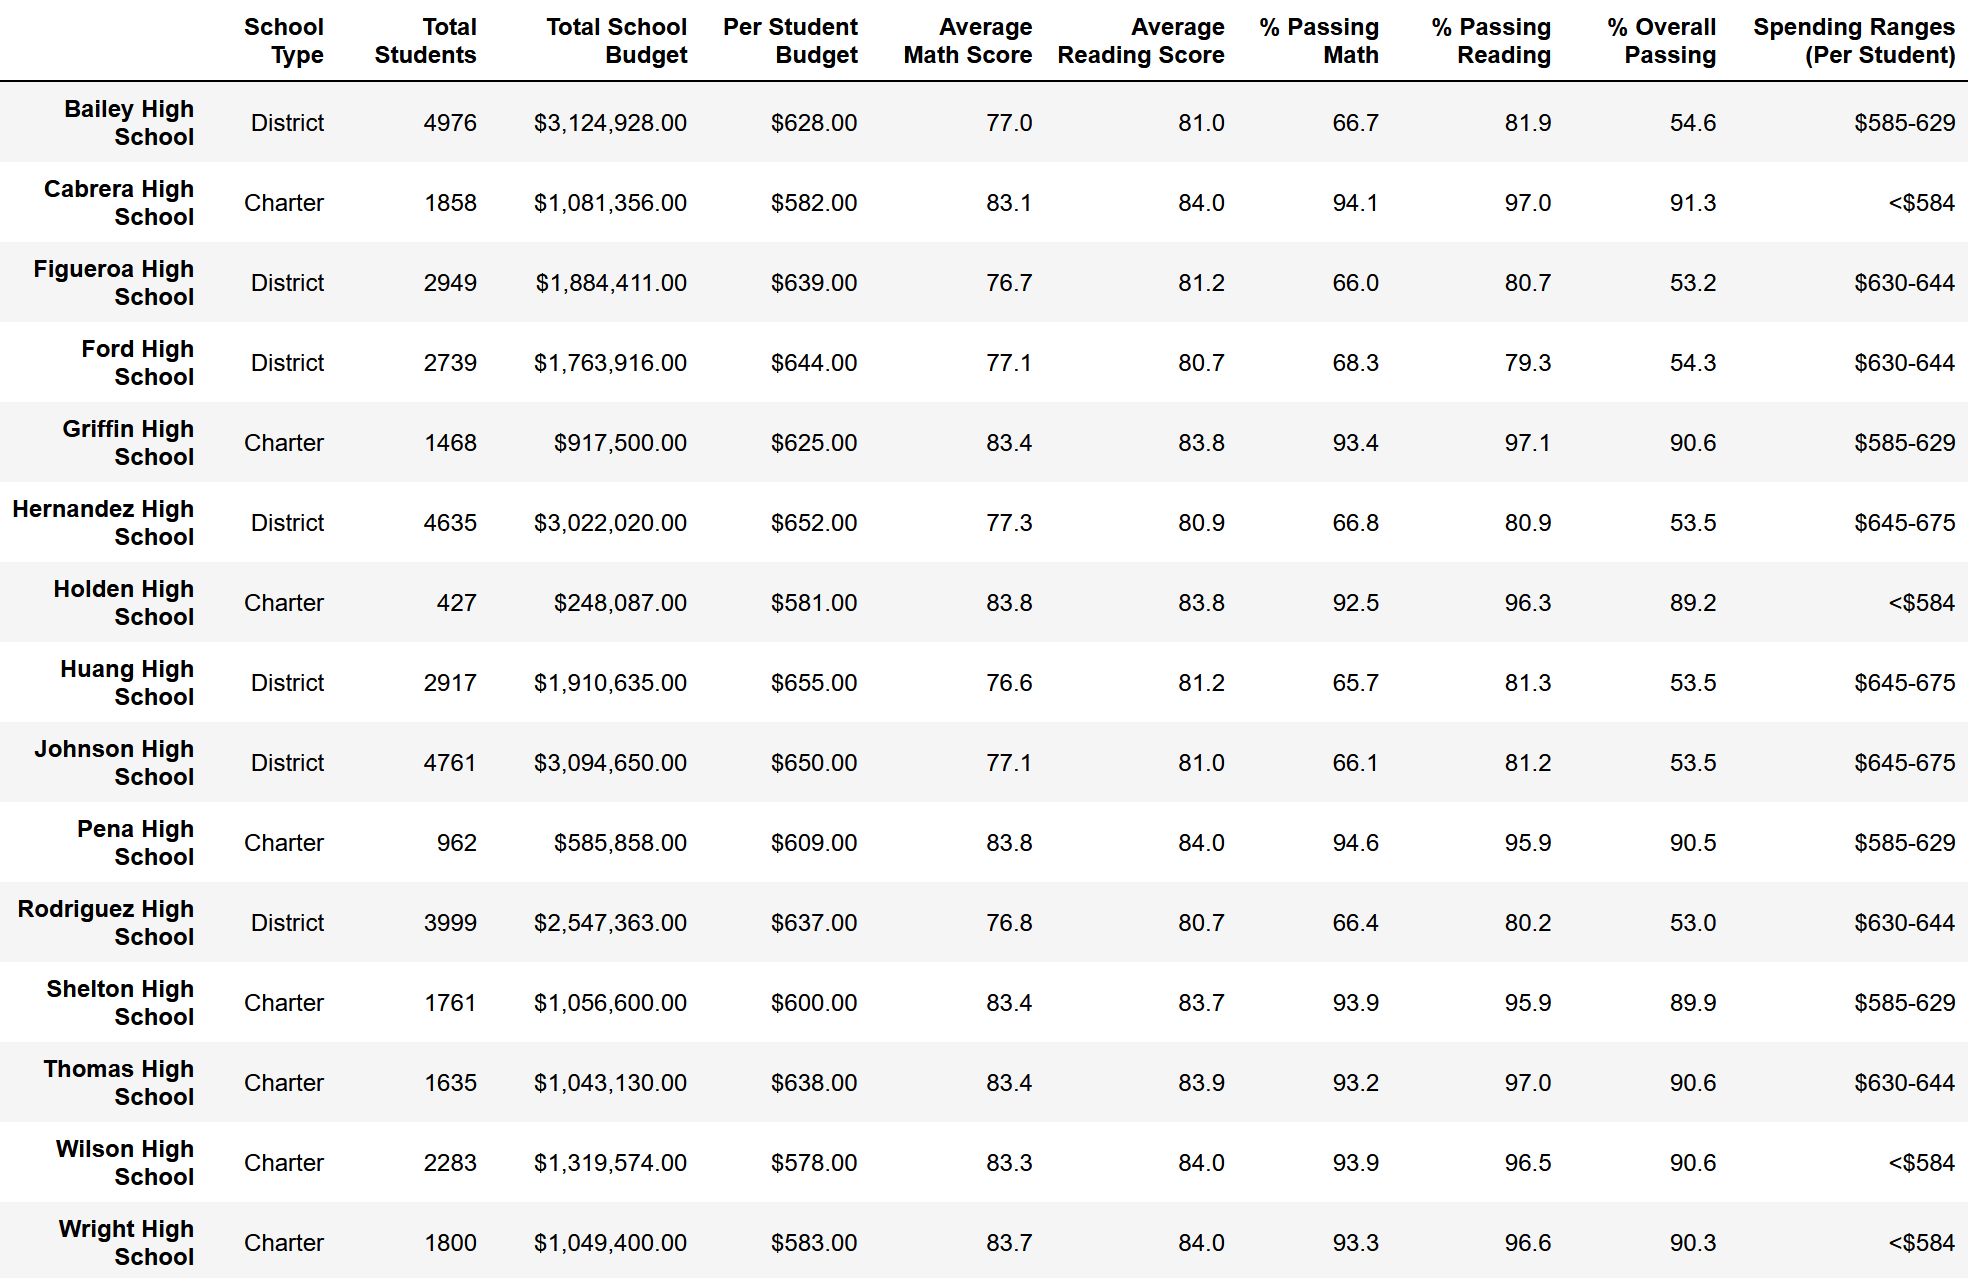 School Total Total School Per Student Average Average % Passing % Passing % Overall Spending Ranges
Type Students Budget Budget Math Score Reading Score Math Reading Passing (Per Student)
Bailey High
School District 4976 $3,124,928.00 $628.00 77.0 81.0 66.7 81.9 54.6 $585-629
Cabrera High
School Charter 1858 $1,081,356.00 $582.00 83.1 84.0 94.1 97.0 91.3 <$584
Figueroa High
School District 2949 $1,884,411.00 $639.00 76.7 81.2 66.0 80.7 53.2 $630-644
Ford High
School District 2739 $1,763,916.00 $644.00 77.1 80.7 68.3 79.3 54.3 $630-644
Griffin High
School Charter 1468 $917,500.00 $625.00 83.4 83.8 93.4 97.1 90.6 $585-629
Hernandez High
School District 4635 $3,022,020.00 $652.00 77.3 80.9 66.8 80.9 53.5 $645-675
Holden High
School Charter 427 $248,087.00 $581.00 83.8 83.8 92.5 96.3 89.2 <$584
Huang High
School District 2917 $1,910,635.00 $655.00 76.6 81.2 65.7 81.3 53.5 $645-675
Johnson High
School District 4761 $3,094,650.00 $650.00 77.1 81.0 66.1 81.2 53.5 $645-675
Pena High
School Charter 962 $585,858.00 $609.00 83.8 84.0 94.6 95.9 90.5 $585-629
Rodriguez High
School District 3999 $2,547,363.00 $637.00 76.8 80.7 66.4 80.2 53.0 $630-644
Shelton High
School Charter 1761 $1,056,600.00 $600.00 83.4 83.7 93.9 95.9 89.9 $585-629
Thomas High
School Charter 1635 $1,043,130.00 $638.00 83.4 83.9 93.2 97.0 90.6 $630-644
Wilson High
School Charter 2283 $1,319,574.00 $578.00 83.3 84.0 93.9 96.5 90.6 <$584
Wright High
School Charter 1800 $1,049,400.00 $583.00 83.7 84.0 93.3 96.6 90.3 <$584